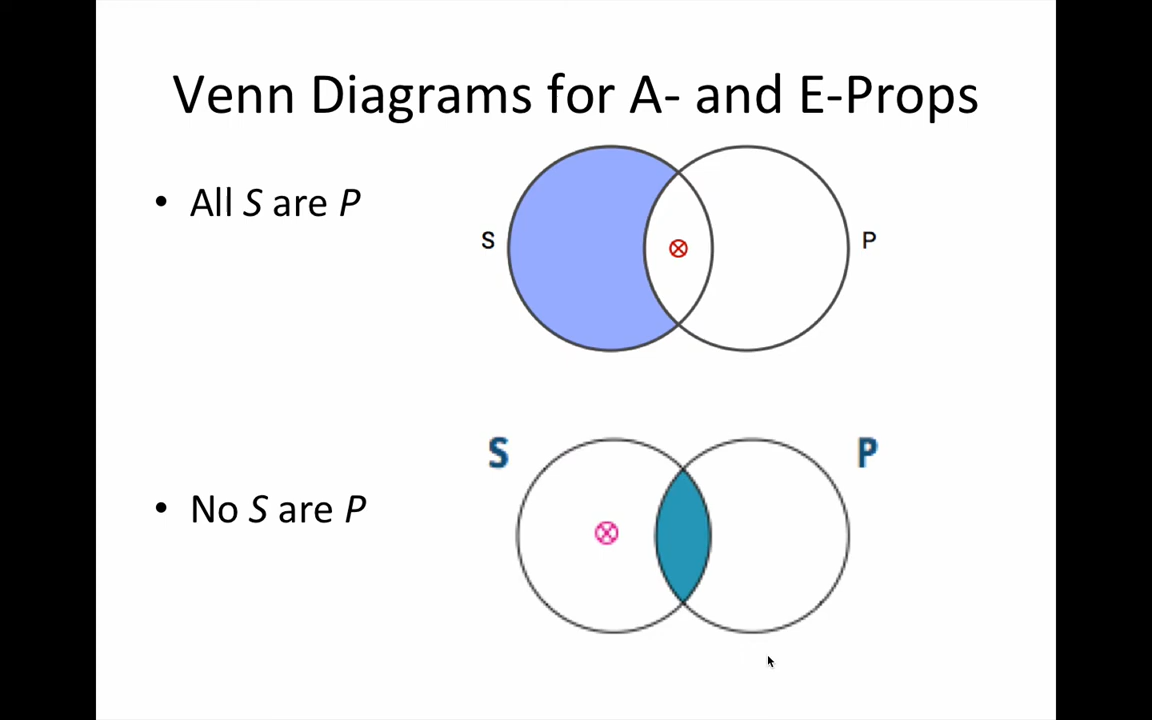 Venn Diagrams for A- and E-Props
• All S are P
S
P
S
P
• No S are P